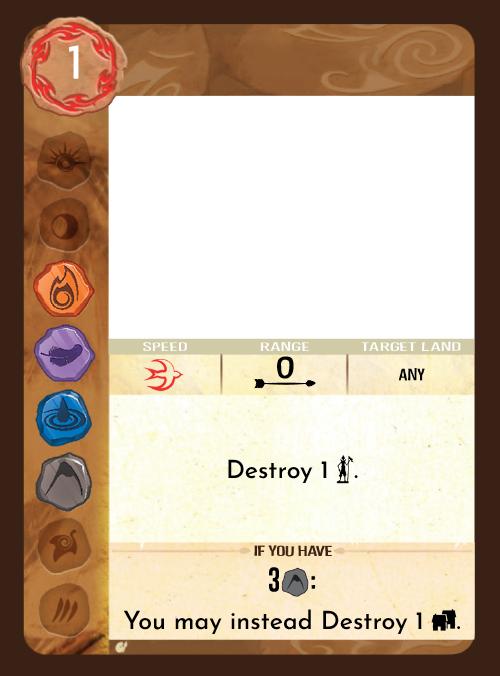 1
SPEED RANGE TARGET LAND
0 ANY
Destroy 1 .
IF YOU HAVE
3 :
You may instead Destroy 1 .